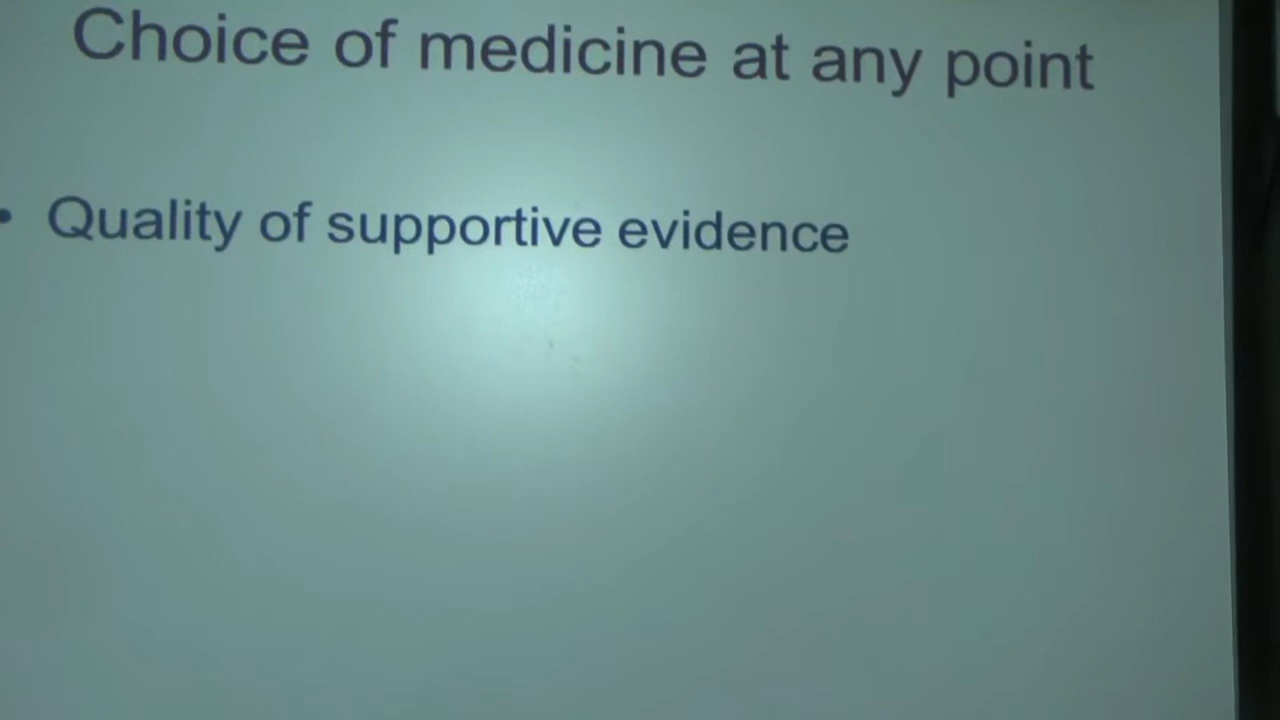 Choice of medicine at any point
• Quality of supportive evidence